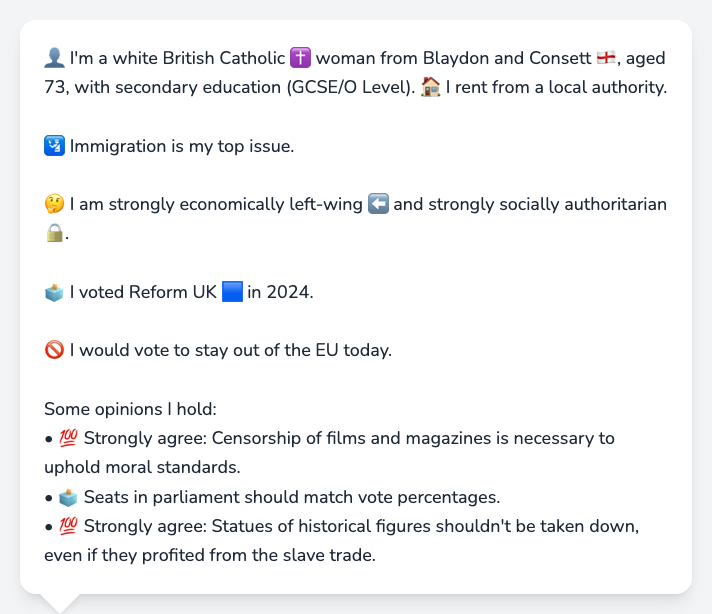 👤 I'm a white British Catholic ✝️ woman from Blaydon and Consett 🏴󠁧󠁢󠁥󠁮󠁧󠁿, aged
73, with secondary education (GCSE/O Level). 🏠 I rent from a local authority.
🛂 Immigration is my top issue.
🤔 I am strongly economically left-wing ⬅️ and strongly socially authoritarian
🔒.
🗳️ I voted Reform UK 🟦 in 2024.
🚫 I would vote to stay out of the EU today.
Some opinions I hold:
• 💯 Strongly agree: Censorship of films and magazines is necessary to
uphold moral standards.
• 🗳️ Seats in parliament should match vote percentages.
• 💯 Strongly agree: Statues of historical figures shouldn't be taken down,
even if they profited from the slave trade.